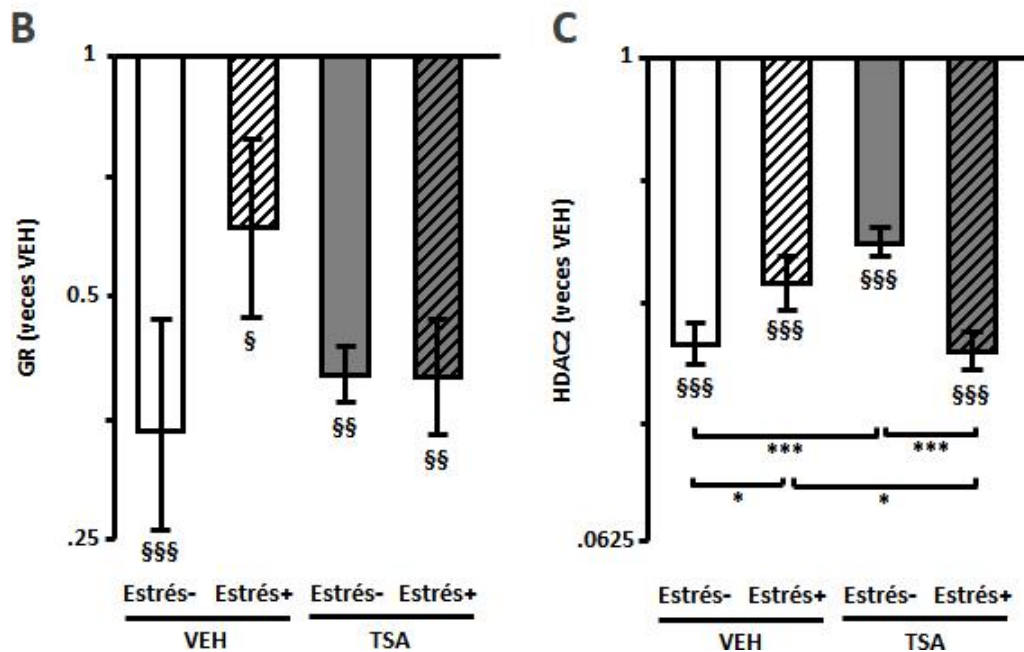 B
1
0.5
.25
GR (veces VEH)
§§§
§
§§
§§
Estrés- Estrés+ Estrés- Estrés+
VEH TSA
C
1
.0625
HDAC2 (veces VEH)
§§§
§§§
§§§
§§§
*** ***
* *
Estrés- Estrés+ Estrés- Estrés+
VEH TSA